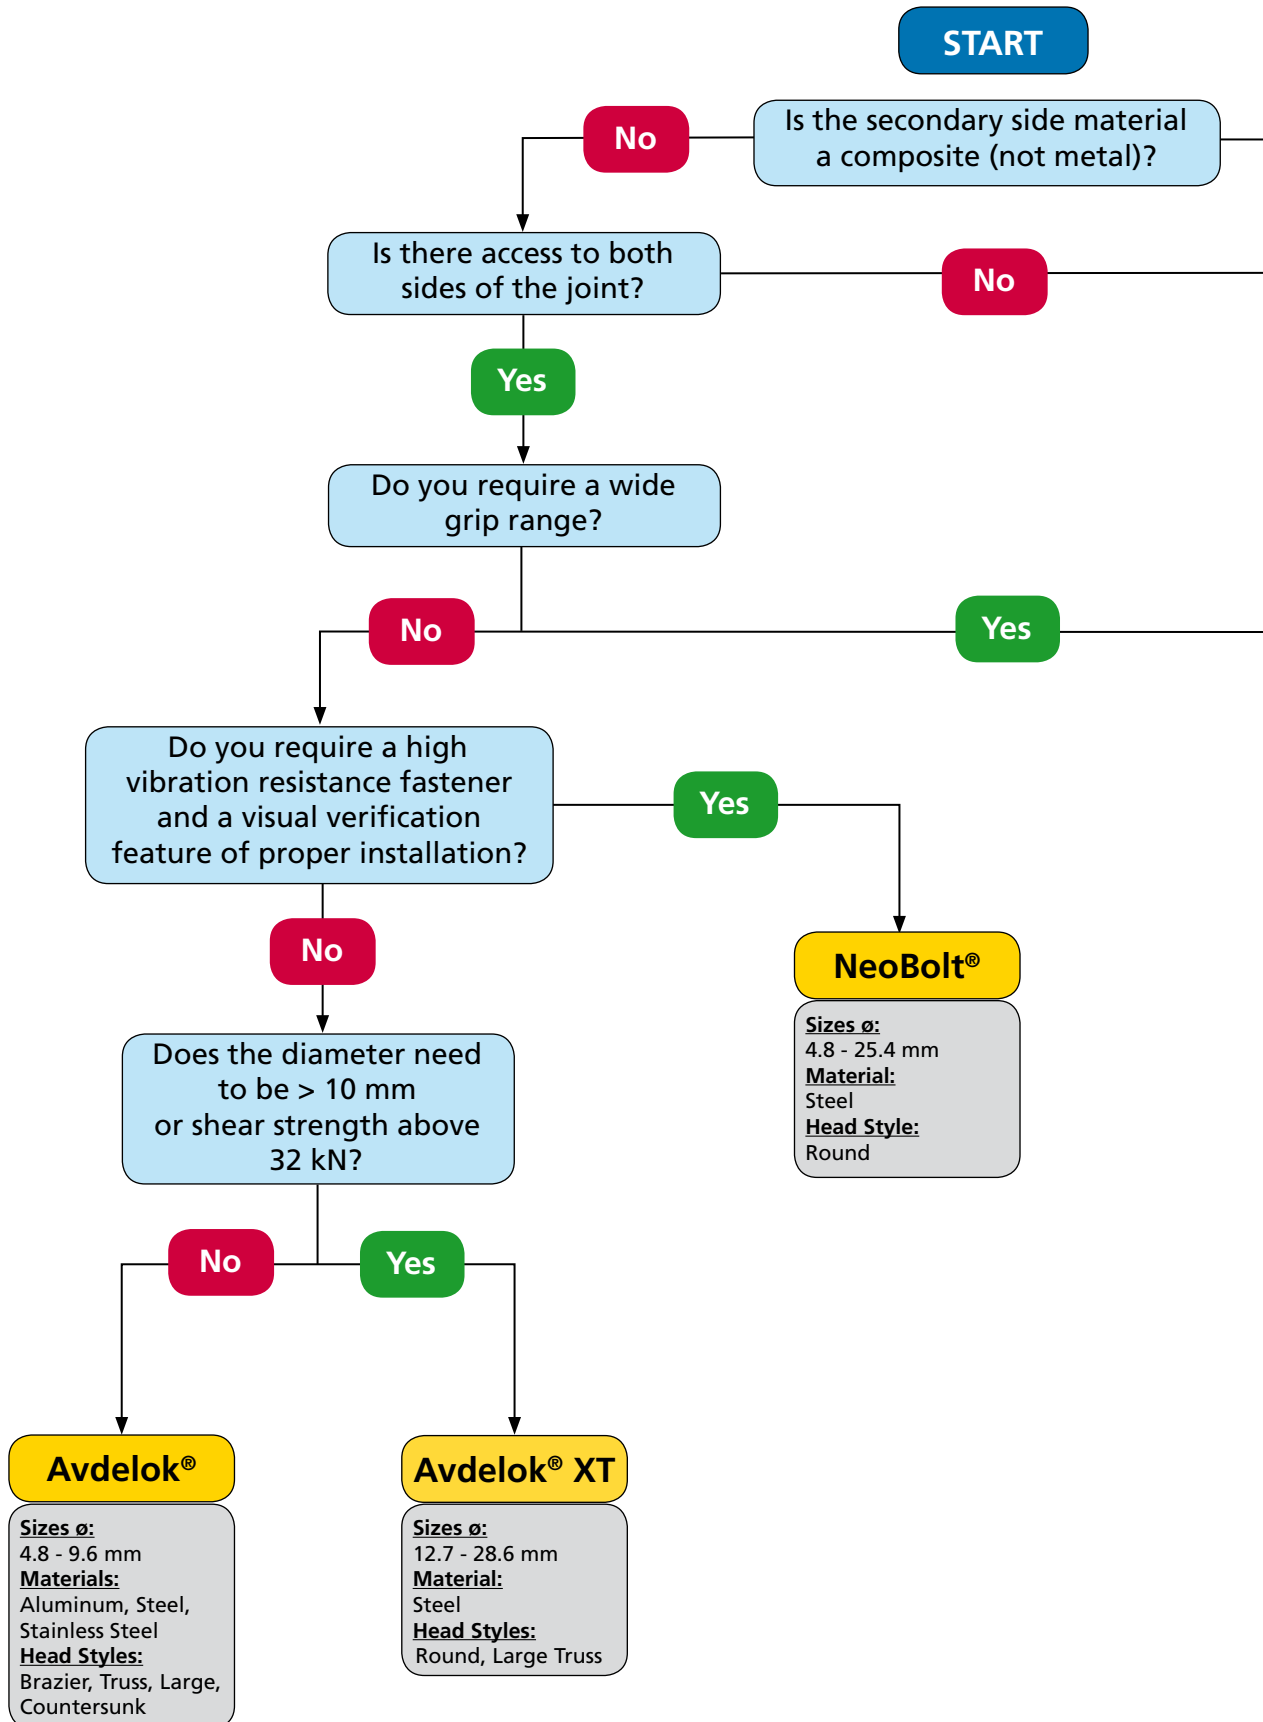 START
Is the secondary side material
a composite (not metal)?
No
Is there access to both
sides of the joint?
No
Yes
Do you require a wide
grip range?
No
Yes
Do you require a high
vibration resistance fastener
and a visual verification
feature of proper installation?
Yes
No
NeoBolt®
Sizes ø:
4.8 - 25.4 mm
Material:
Steel
Head Style:
Round
Does the diameter need
to be > 10 mm
or shear strength above
32 kN?
No
Yes
Avdelok®
Sizes ø:
4.8 - 9.6 mm
Materials:
Aluminum, Steel,
Stainless Steel
Head Styles:
Brazier, Truss, Large,
Countersunk
Avdelok® XT
Sizes ø:
12.7 - 28.6 mm
Material:
Steel
Head Styles:
Round, Large Truss